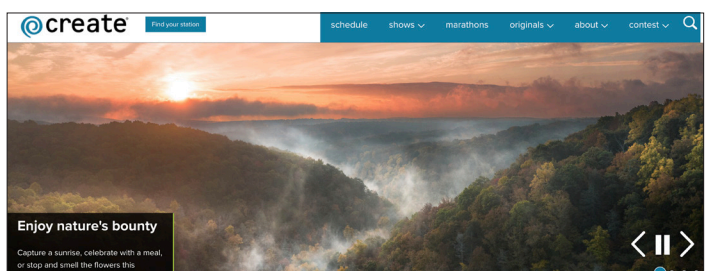 create
Find your station
schedule shows marathons originals about contest
Enjoy nature's bounty
Capture a sunrise, celebrate with a meal,
or stop and smell the flowers this